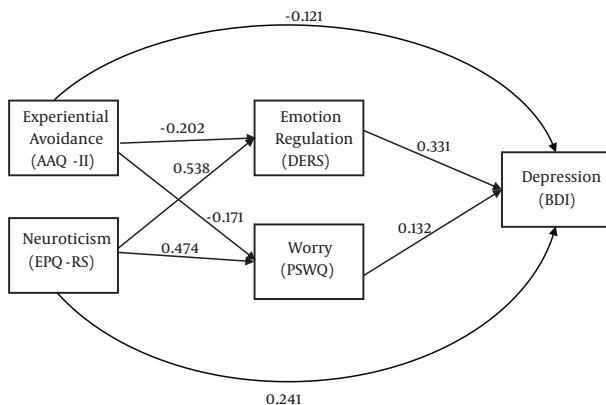 -0.121
Experiential
Avoidance
(AAQ -II)
-0.202
Emotion
Regulation
(DERS)
0.538
0.331
Depression
(BDI)
-0.171
Neuroticism
(EPQ -RS)
0.474
Worry
(PSWQ)
0.132
0.241